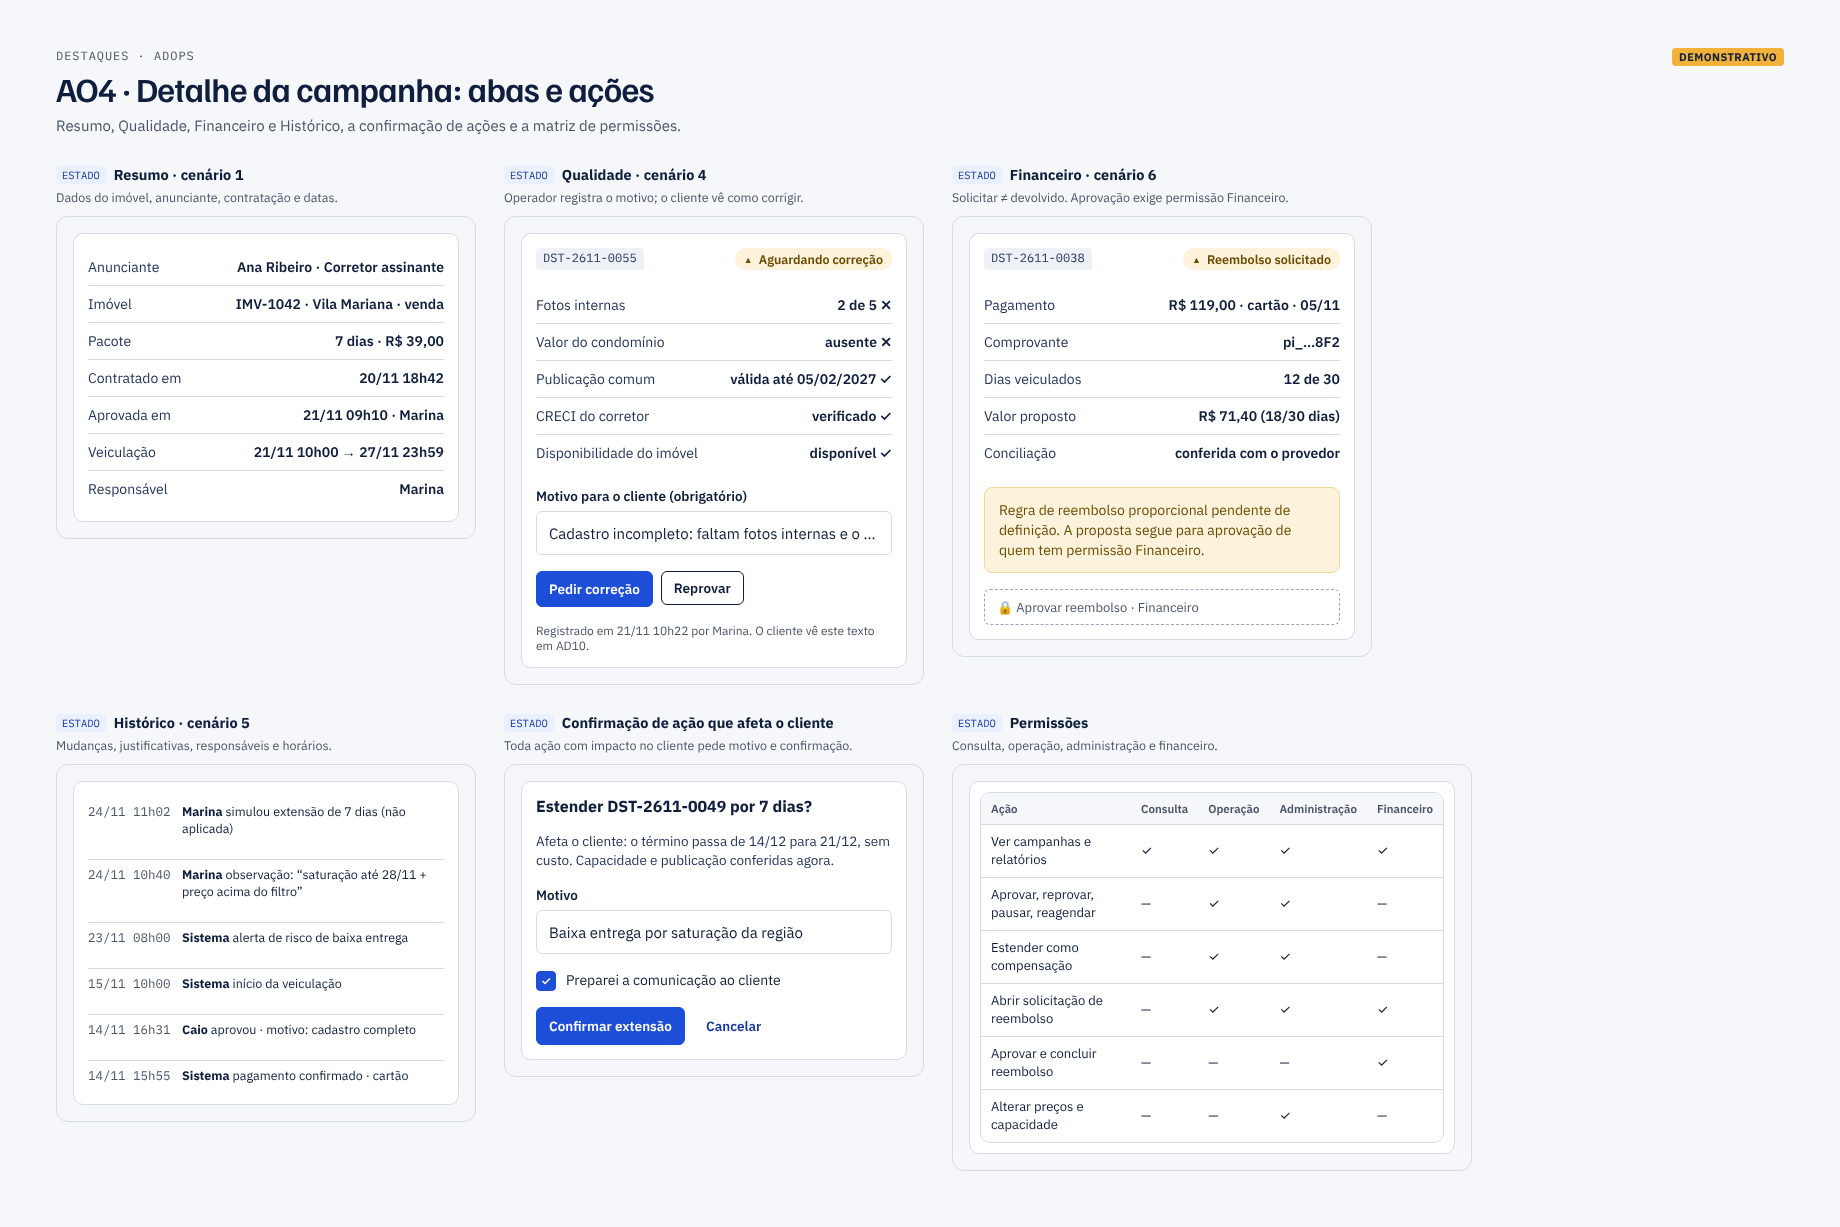 DESTAQUES · ADOPS
DEMONSTRATIVO
AO4 · Detalhe da campanha: abas e ações
Resumo, Qualidade, Financeiro e Histórico, a confirmação de ações e a matriz de permissões.
ESTADO Resumo · cenário 1
Dados do imóvel, anunciante, contratação e datas.
Anunciante Ana Ribeiro · Corretor assinante
Imóvel IMV-1042 · Vila Mariana · venda
Pacote 7 dias · R$ 39,00
Contratado em 20/11 18h42
Aprovada em 21/11 09h10 · Marina
Veiculação 21/11 10h00 → 27/11 23h59
Responsável Marina
ESTADO Qualidade · cenário 4
Operador registra o motivo; o cliente vê como corrigir.
DST-2611-0055 ▲ Aguardando correção
Fotos internas 2 de 5 ✕
Valor do condomínio ausente ✕
Publicação comum válida até 05/02/2027 ✓
CRECI do corretor verificado ✓
Disponibilidade do imóvel disponível ✓
Motivo para o cliente (obrigatório)
Cadastro incompleto: faltam fotos internas e o ...
Pedir correção Reprovar
Registrado em 21/11 10h22 por Marina. O cliente vê este texto
em AD10.
ESTADO Financeiro · cenário 6
Solicitar ≠ devolvido. Aprovação exige permissão Financeiro.
DST-2611-0038 ▲ Reembolso solicitado
Pagamento R$ 119,00 · cartão · 05/11
Comprovante pi_…8F2
Dias veiculados 12 de 30
Valor proposto R$ 71,40 (18/30 dias)
Conciliação conferida com o provedor
Regra de reembolso proporcional pendente de
definição. A proposta segue para aprovação de
quem tem permissão Financeiro.
🔒 Aprovar reembolso · Financeiro
ESTADO Histórico · cenário 5
Mudanças, justificativas, responsáveis e horários.
24/11 11h02 Marina simulou extensão de 7 dias (não
aplicada)
24/11 10h40 Marina observação: “saturação até 28/11 +
preço acima do filtro”
23/11 08h00 Sistema alerta de risco de baixa entrega
15/11 10h00 Sistema início da veiculação
14/11 16h31 Caio aprovou · motivo: cadastro completo
14/11 15h55 Sistema pagamento confirmado · cartão
ESTADO Confirmação de ação que afeta o cliente
Toda ação com impacto no cliente pede motivo e confirmação.
Estender DST-2611-0049 por 7 dias?
Afeta o cliente: o término passa de 14/12 para 21/12, sem
custo. Capacidade e publicação conferidas agora.
Motivo
Baixa entrega por saturação da região
✓ Preparei a comunicação ao cliente
Confirmar extensão Cancelar
ESTADO Permissões
Consulta, operação, administração e financeiro.
Ação Consulta Operação Administração Financeiro
Ver campanhas e
relatórios ✓ ✓ ✓ ✓
Aprovar, reprovar,
pausar, reagendar — ✓ ✓ —
Estender como
compensação — ✓ ✓ —
Abrir solicitação de
reembolso — ✓ ✓ ✓
Aprovar e concluir
reembolso — — — ✓
Alterar preços e
capacidade — — ✓ —